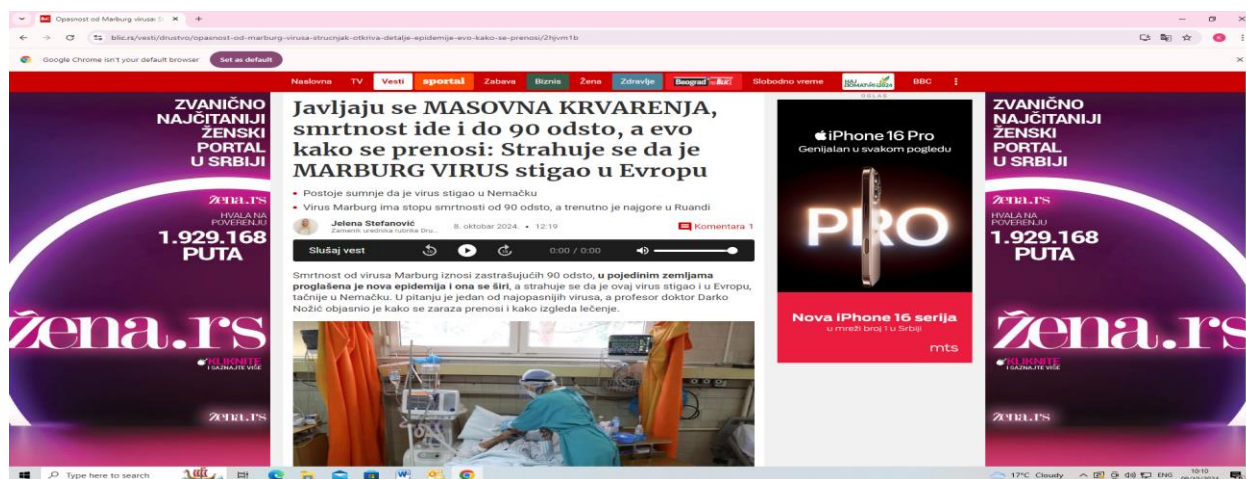 Opasnost od Marburg virusa: S
blic.rs/vesti/drustvo/opasnost-od-marburg-virusa-strucnjak-otkriva-detalje-epidemije-evo-kako-se-prenosi/2hjvm1b
Google Chrome isn't your default browser Set as default
Naslovna TV Vesti sportal Zabava Biznis Žena Zdravlje Beograd Slobodno vreme BBC
ZVANIČNO
NAJČITANIJI
ŽENSKI
PORTAL
U SRBIJI
žena.rs
HVALA NA
POVERENJU
1.929.168
PUTA
žena.rs
KLIKNITE
I SAZNAJTE VIŠE
žena.rs
Javljaju se MASOVNA KRVARENJA,
smrtnost ide i do 90 odsto, a evo
kako se prenosi: Strahuje se da je
MARBURG VIRUS stigao u Evropu
Postoje sumnje da je virus stigao u Nemačku
Virus Marburg ima stopu smrtnosti od 90 odsto, a trenutno je najgore u Ruandi
Jelena Stefanović
Zamenik urednika rubrike Dru...
8. oktobar 2024. • 12:19
Komentara 1
Slušaj vest 0:00 / 0:00
Smrtnost od virusa Marburg iznosi zastrašujućih 90 odsto, u pojedinim zemljama
proglašena je nova epidemija i ona se širi, a strahuje se da je ovaj virus stigao i u Evropu,
tačnije u Nemačku. U pitanju je jedan od najopasnijih virusa, a profesor doktor Darko
Nožić objasnio je kako se zaraza prenosi i kako izgleda lečenje.
OGLAS
iPhone 16 Pro
Genijalan u svakom pogledu
PRO
Nova iPhone 16 serija
u mreži broj 1 u Srbiji
mts
ZVANIČNO
NAJČITANIJI
ŽENSKI
PORTAL
U SRBIJI
žena.rs
HVALA NA
POVERENJU
1.929.168
PUTA
žena.rs
KLIKNITE
I SAZNAJTE VIŠE
žena.rs
Type here to search
17°C Cloudy ENG 10:10